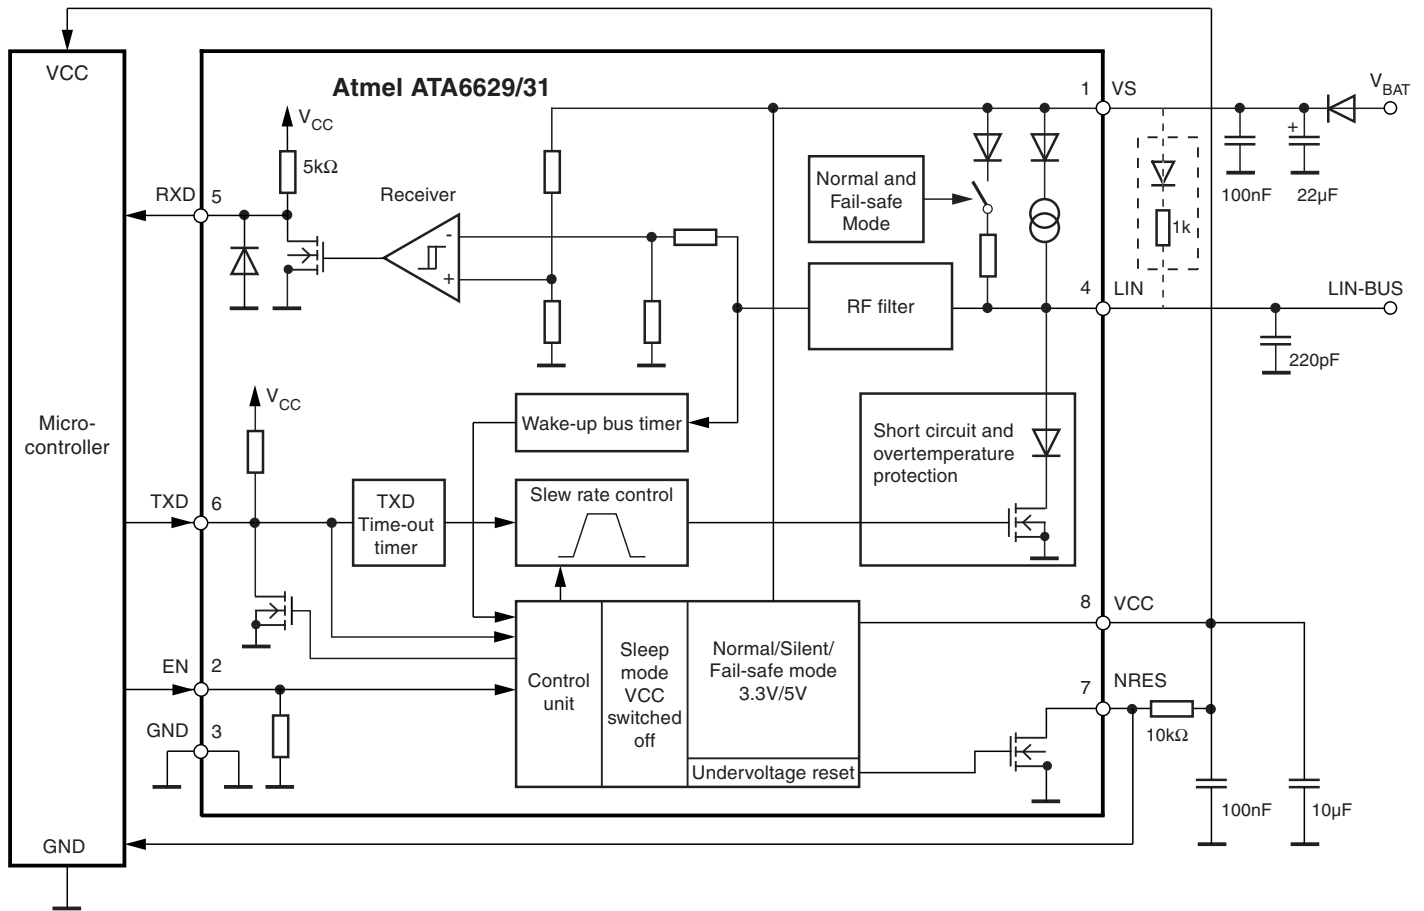 VCC
Atmel ATA6629/31
1 VS
VBAT
VCC
5kΩ
RXD 5
Receiver
-
+
Normal and
Fail-safe
Mode
1k
100nF
+
22µF
4 LIN
LIN-BUS
RF filter
220pF
VCC
Micro-
controller
Wake-up bus timer
Short circuit and
overtemperature
protection
TXD 6
TXD
Time-out
timer
Slew rate control
8 VCC
EN 2
Control
unit
Sleep
mode
VCC
switched
off
Normal/Silent/
Fail-safe mode
3.3V/5V
7 NRES
10kΩ
GND 3
Undervoltage reset
100nF
10µF
GND